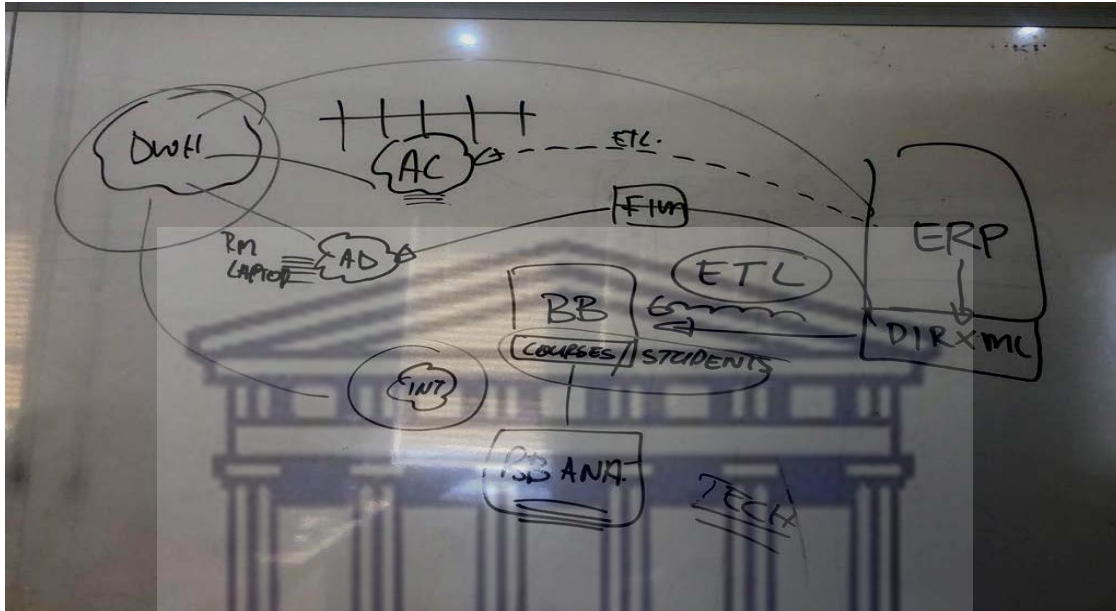 DWH
AC
ETL.
FIM
ERP
RM
LAPTOP
AD
ETL
BB
DIRXML
COURSES/STUDENTS
INT
BB ANA.
TECH